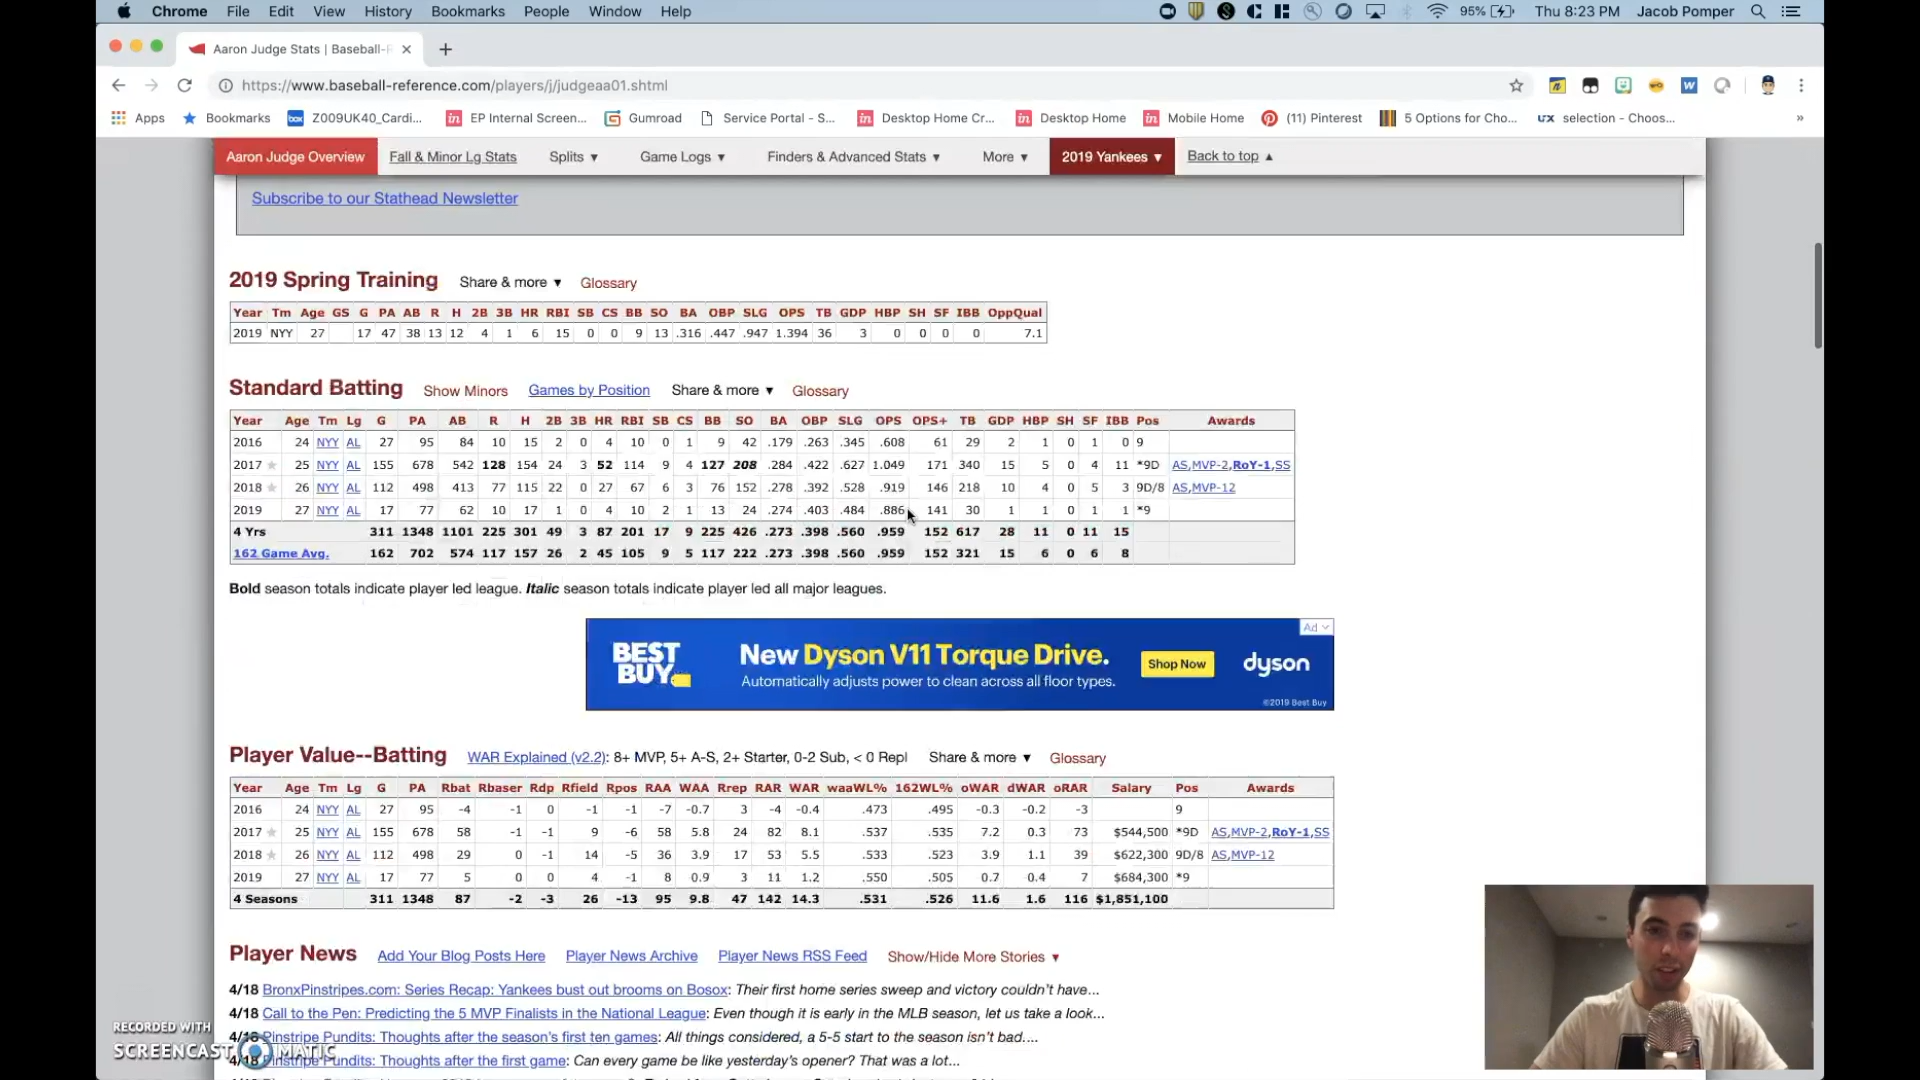 Chrome File Edit View History Bookmarks People Window Help 95% Thu 8:23 PM Jacob Pomper
Aaron Judge Stats | Baseball-
https://www.baseball-reference.com/players/j/judgeaa01.shtml
Apps Bookmarks Z009UK40_Cardi... EP Internal Screen... Gumroad Service Portal - S... Desktop Home Cr... Desktop Home Mobile Home (11) Pinterest 5 Options for Cho... selection - Choos... »
Aaron Judge Overview Fall & Minor Lg Stats Splits ▼ Game Logs ▼ Finders & Advanced Stats ▼ More ▼ 2019 Yankees ▼ Back to top ▲
Subscribe to our Stathead Newsletter
2019 Spring Training Share & more ▼ Glossary
Year Tm Age GS G PA AB R H 2B 3B HR RBI SB CS BB SO BA OBP SLG OPS TB GDP HBP SH SF IBB OppQual
2019 NYY 27 17 47 38 13 12 4 1 6 15 0 0 9 13 .316 .447 .947 1.394 36 3 0 0 0 0 7.1
Standard Batting Show Minors Games by Position Share & more ▼ Glossary
Year Age Tm Lg G PA AB R H 2B 3B HR RBI SB CS BB SO BA OBP SLG OPS OPS+ TB GDP HBP SH SF IBB Pos Awards
2016 24 NYY AL 27 95 84 10 15 2 0 4 10 0 1 9 42 .179 .263 .345 .608 61 29 2 1 0 1 0 9
2017 ★ 25 NYY AL 155 678 542 128 154 24 3 52 114 9 4 127 208 .284 .422 .627 1.049 171 340 15 5 0 4 11 *9D AS,MVP-2,RoY-1,SS
2018 ★ 26 NYY AL 112 498 413 77 115 22 0 27 67 6 3 76 152 .278 .392 .528 .919 146 218 10 4 0 5 3 9D/8 AS,MVP-12
2019 27 NYY AL 17 77 62 10 17 1 0 4 10 2 1 13 24 .274 .403 .484 .886 141 30 1 1 0 1 1 *9
4 Yrs 311 1348 1101 225 301 49 3 87 201 17 9 225 426 .273 .398 .560 .959 152 617 28 11 0 11 15
162 Game Avg. 162 702 574 117 157 26 2 45 105 9 5 117 222 .273 .398 .560 .959 152 321 15 6 0 6 8
Bold season totals indicate player led league. Italic season totals indicate player led all major leagues.
BEST BUY New Dyson V11 Torque Drive. Shop Now dyson Ad
Automatically adjusts power to clean across all floor types.
©2019 Best Buy
Player Value--Batting WAR Explained (v2.2): 8+ MVP, 5+ A-S, 2+ Starter, 0-2 Sub, < 0 Repl Share & more ▼ Glossary
Year Age Tm Lg G PA Rbat Rbaser Rdp Rfield Rpos RAA WAA Rrep RAR WAR waaWL% 162WL% oWAR dWAR oRAR Salary Pos Awards
2016 24 NYY AL 27 95 -4 -1 0 -1 -1 -7 -0.7 3 -4 -0.4 .473 .495 -0.3 -0.2 -3 9
2017 ★ 25 NYY AL 155 678 58 -1 -1 9 -6 58 5.8 24 82 8.1 .537 .535 7.2 0.3 73 $544,500 *9D AS,MVP-2,RoY-1,SS
2018 ★ 26 NYY AL 112 498 29 0 -1 14 -5 36 3.9 17 53 5.5 .533 .523 3.9 1.1 39 $622,300 9D/8 AS,MVP-12
2019 27 NYY AL 17 77 5 0 0 4 -1 8 0.9 3 11 1.2 .550 .505 0.7 0.4 7 $684,300 *9
4 Seasons 311 1348 87 -2 -3 26 -13 95 9.8 47 142 14.3 .531 .526 11.6 1.6 116 $1,851,100
Player News Add Your Blog Posts Here Player News Archive Player News RSS Feed Show/Hide More Stories ▼
4/18 BronxPinstripes.com: Series Recap: Yankees bust out brooms on Bosox: Their first home series sweep and victory couldn't have...
4/18 Call to the Pen: Predicting the 5 MVP Finalists in the National League: Even though it is early in the MLB season, let us take a look...
4/18 Pinstripe Pundits: Thoughts after the season's first ten games: All things considered, a 5-5 start to the season isn't bad....
4/18 Pinstripe Pundits: Thoughts after the first game: Can every game be like yesterday's opener? That was a lot...
RECORDED WITH
SCREENCAST MATIC